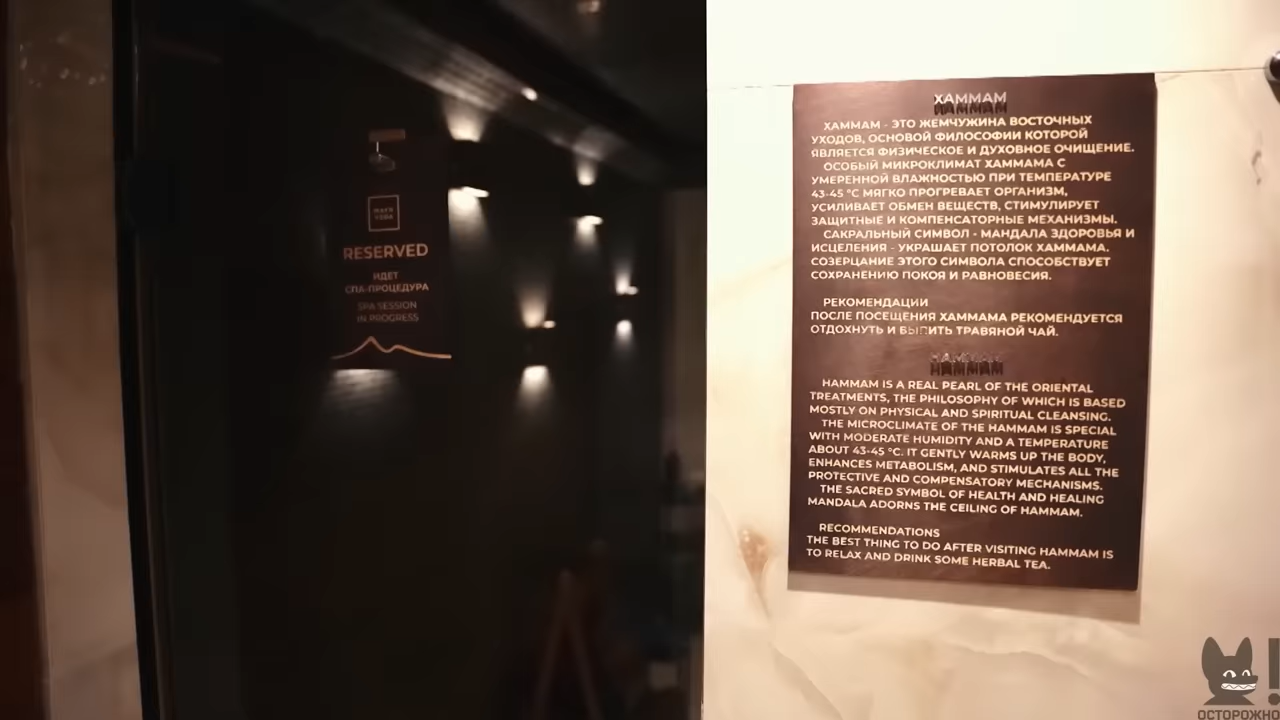 RESERVED
ИДЕТ
СПА-ПРОЦЕДУРА
SPA SESSION
IN PROGRESS
ХАММАМ
ХАММАМ - ЭТО ЖЕМЧУЖИНА ВОСТОЧНЫХ
УХОДОВ, ОСНОВОЙ ФИЛОСОФИИ КОТОРОЙ
ЯВЛЯЕТСЯ ФИЗИЧЕСКОЕ И ДУХОВНОЕ ОЧИЩЕНИЕ.
ОСОБЫЙ МИКРОКЛИМАТ ХАММАМА С
УМЕРЕННОЙ ВЛАЖНОСТЬЮ ПРИ ТЕМПЕРАТУРЕ
43-45 °С МЯГКО ПРОГРЕВАЕТ ОРГАНИЗМ,
УСИЛИВАЕТ ОБМЕН ВЕЩЕСТВ, СТИМУЛИРУЕТ
ЗАЩИТНЫЕ И КОМПЕНСАТОРНЫЕ МЕХАНИЗМЫ.
САКРАЛЬНЫЙ СИМВОЛ - МАНДАЛА ЗДОРОВЬЯ И
ИСЦЕЛЕНИЯ - УКРАШАЕТ ПОТОЛОК ХАММАМА.
СОЗЕРЦАНИЕ ЭТОГО СИМВОЛА СПОСОБСТВУЕТ
СОХРАНЕНИЮ ПОКОЯ И РАВНОВЕСИЯ.
РЕКОМЕНДАЦИИ
ПОСЛЕ ПОСЕЩЕНИЯ ХАММАМА РЕКОМЕНДУЕТСЯ
ОТДОХНУТЬ И ВЫПИТЬ ТРАВЯНОЙ ЧАЙ.
HAMMAM
HAMMAM IS A REAL PEARL OF THE ORIENTAL
TREATMENTS, THE PHILOSOPHY OF WHICH IS BASED
MOSTLY ON PHYSICAL AND SPIRITUAL CLEANSING.
THE MICROCLIMATE OF THE HAMMAM IS SPECIAL
WITH MODERATE HUMIDITY AND A TEMPERATURE
ABOUT 43-45 °C. IT GENTLY WARMS UP THE BODY,
ENHANCES METABOLISM, AND STIMULATES ALL THE
PROTECTIVE AND COMPENSATORY MECHANISMS.
THE SACRED SYMBOL OF HEALTH AND HEALING
MANDALA ADORNS THE CEILING OF HAMMAM.
RECOMMENDATIONS
THE BEST THING TO DO AFTER VISITING HAMMAM IS
TO RELAX AND DRINK SOME HERBAL TEA.
ОСТОРОЖНО